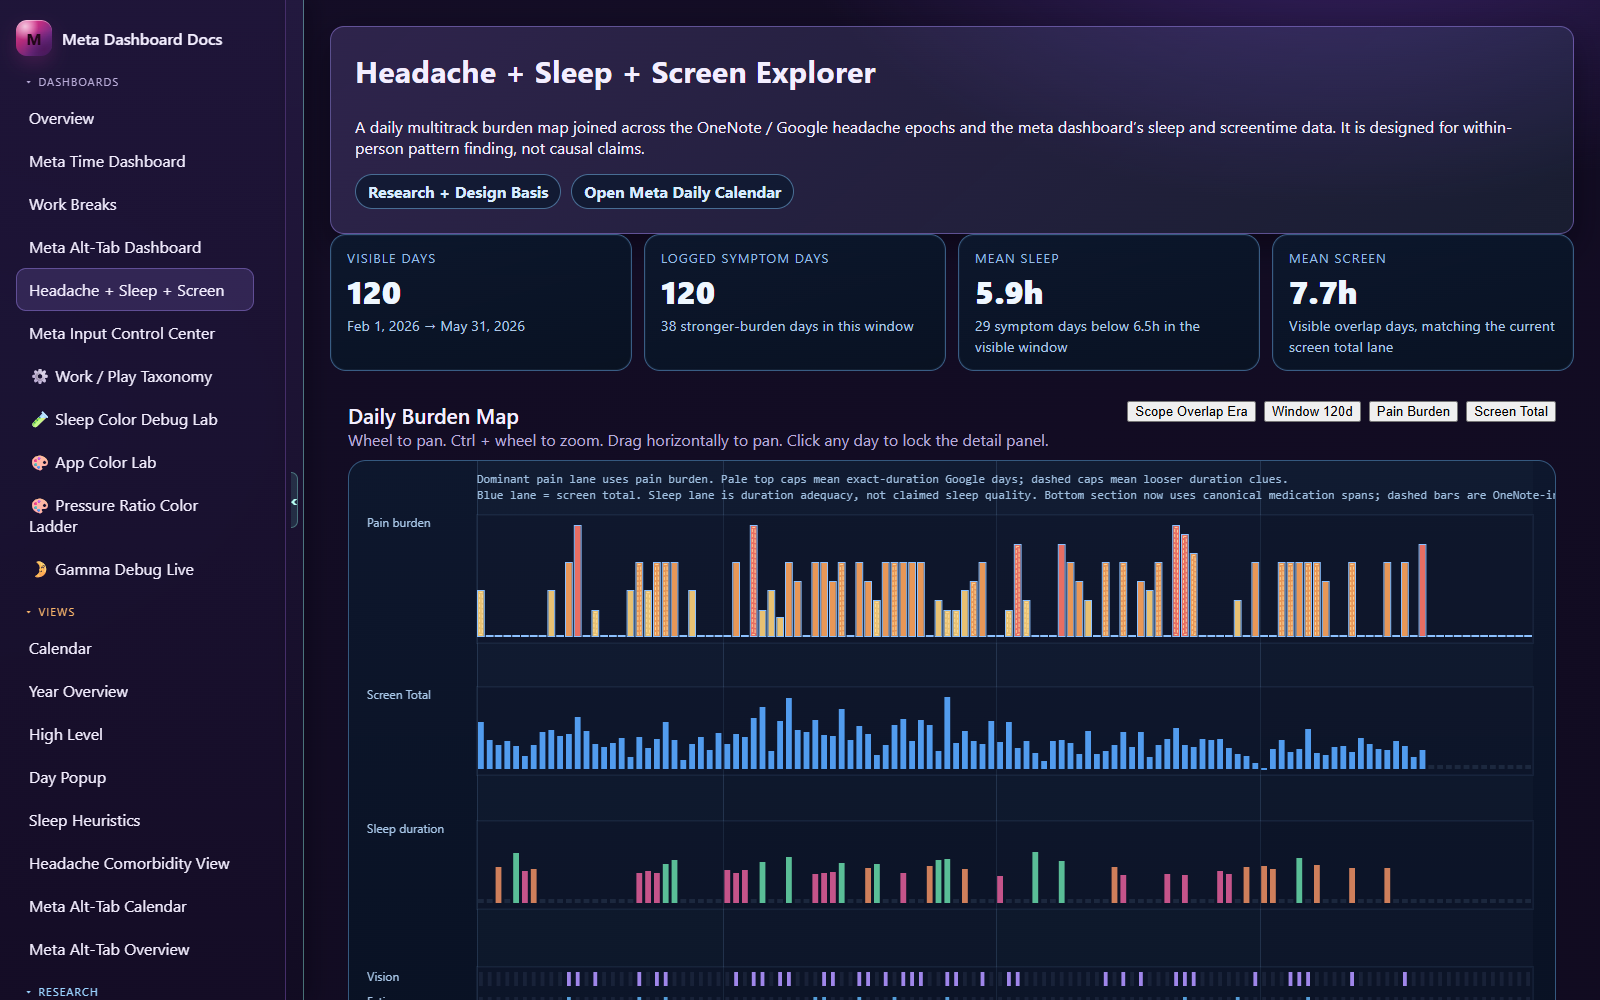 M
Meta Dashboard Docs
DASHBOARDS
Overview
Meta Time Dashboard
Work Breaks
Meta Alt-Tab Dashboard
Headache + Sleep + Screen
Meta Input Control Center
Work / Play Taxonomy
Sleep Color Debug Lab
App Color Lab
Pressure Ratio Color
Ladder
Gamma Debug Live
VIEWS
Calendar
Year Overview
High Level
Day Popup
Sleep Heuristics
Headache Comorbidity View
Meta Alt-Tab Calendar
Meta Alt-Tab Overview
RESEARCH
Headache + Sleep + Screen Explorer
A daily multitrack burden map joined across the OneNote / Google headache epochs and the meta dashboard's sleep and screentime data. It is designed for within-
person pattern finding, not causal claims.
Research + Design Basis
Open Meta Daily Calendar
VISIBLE DAYS
120
Feb 1, 2026 → May 31, 2026
LOGGED SYMPTOM DAYS
120
38 stronger-burden days in this window
MEAN SLEEP
5.9h
29 symptom days below 6.5h in the
visible window
MEAN SCREEN
7.7h
Visible overlap days, matching the current
screen total lane
Daily Burden Map
Wheel to pan. Ctrl + wheel to zoom. Drag horizontally to pan. Click any day to lock the detail panel.
Scope Overlap Era
Window 120d
Pain Burden
Screen Total
Dominant pain lane uses pain burden. Pale top caps mean exact-duration Google days; dashed caps mean looser duration clues.
Blue lane = screen total. Sleep lane is duration adequacy, not claimed sleep quality. Bottom section now uses canonical medication spans; dashed bars are OneNote-i
Pain burden
Screen Total
Sleep duration
Vision